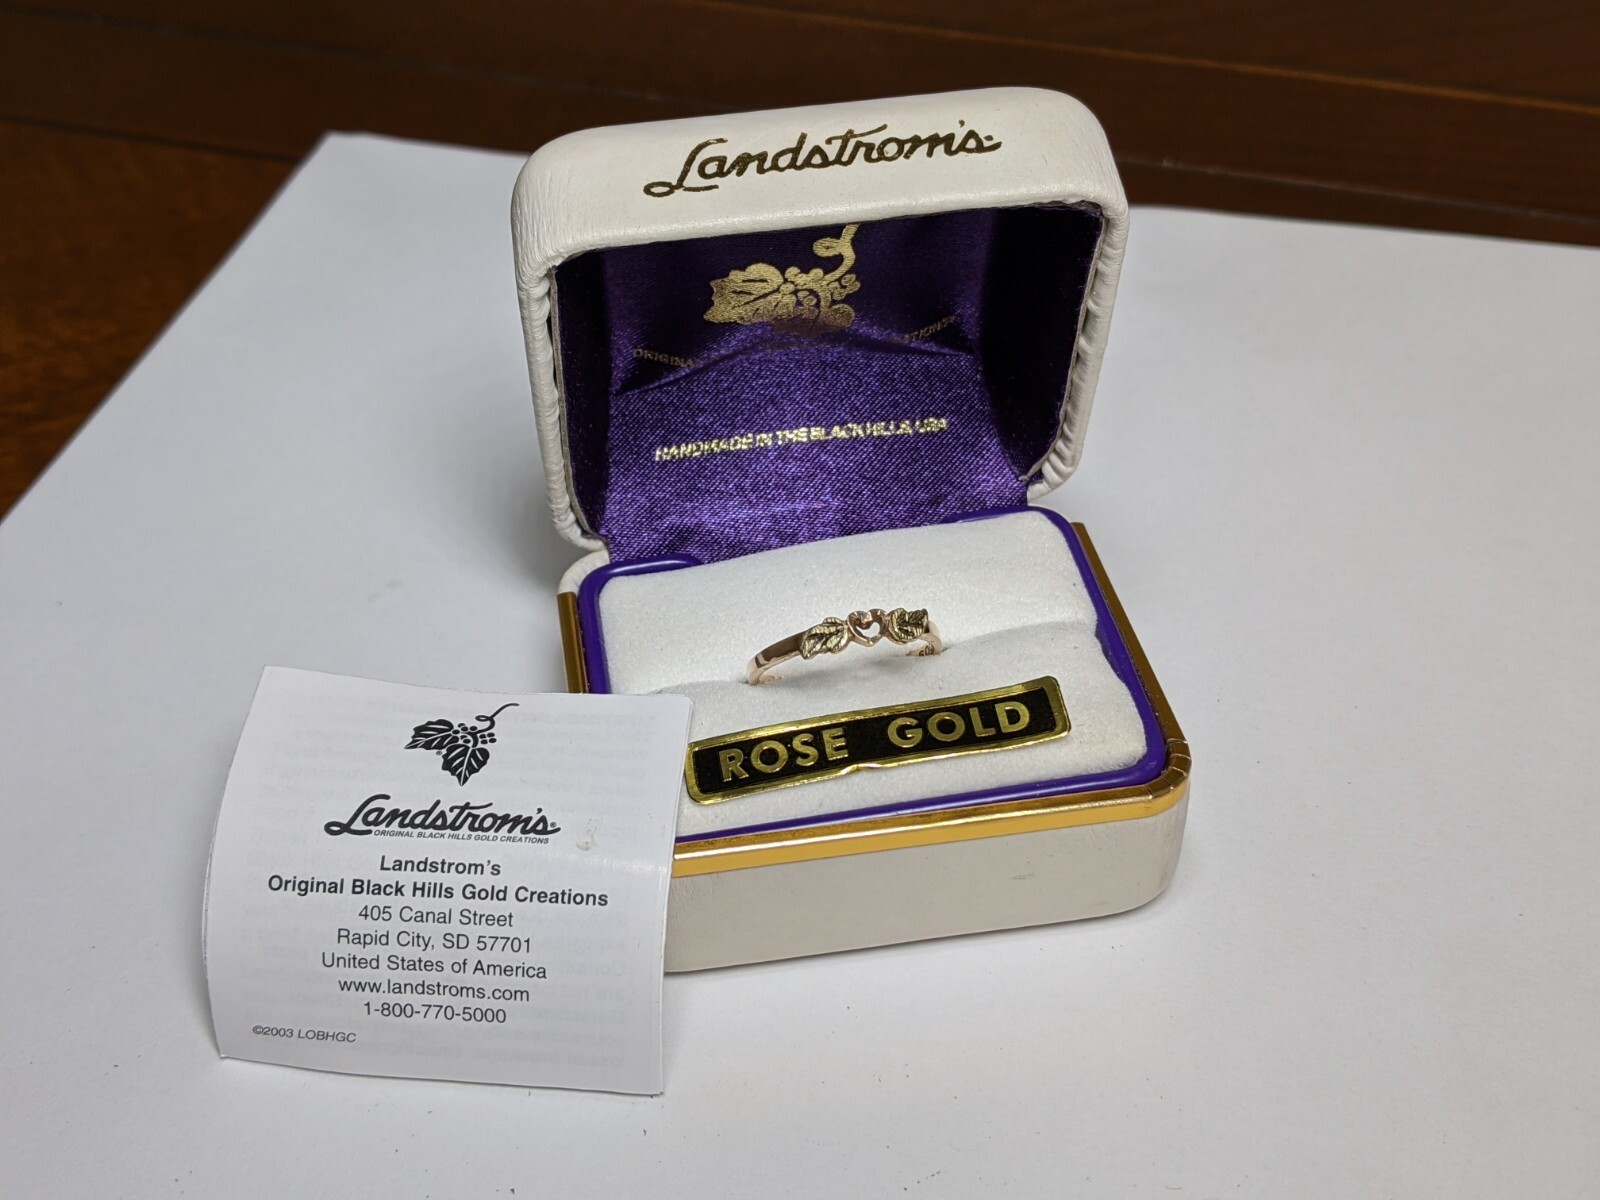 Landstrom's
ORIGINAL
HANDMADE IN THE BLACK HILLS, USA
ROSE GOLD
Landstrom's®
ORIGINAL BLACK HILLS GOLD CREATIONS
Landstrom's
Original Black Hills Gold Creations
405 Canal Street
Rapid City, SD 57701
United States of America
www.landstroms.com
1-800-770-5000
©2003 LOBHGC